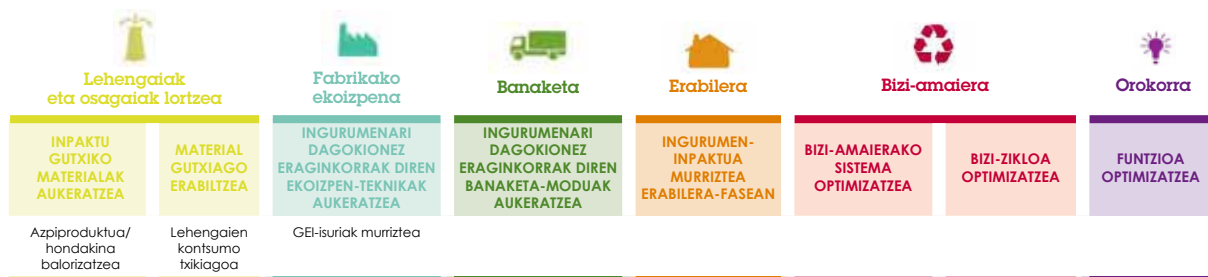 Lehengaiak
eta osagaiak lortzea
Fabrikako
ekoizpena
Banaketa
Erabilera
Bizi-amaiera
Orokorra
INPAKTU
GUTXIKO
MATERIALAK
AUKERATZEA
MATERIAL
GUTXIAGO
ERABILTZEA
INGURUMENARI
DAGOKIONEZ
ERAGINKORRAK DIREN
EKOIZPEN-TEKNIKAK
AUKERATZEA
INGURUMENARI
DAGOKIONEZ
ERAGINKORRAK DIREN
BANAKETA-MODUAK
AUKERATZEA
INGURUMEN-
INPAKTUA
MURRIZTEA
ERABILERA-FASEAN
BIZI-AMAIERAKO
SISTEMA
OPTIMIZATZEA
BIZI-ZIKLOA
OPTIMIZATZEA
FUNTZIOA
OPTIMIZATZEA
Azpiproduktua/
hondakina
balorizatzea
Lehengaien
kontsumo
txikiagoa
GEI-isuriak murriztea